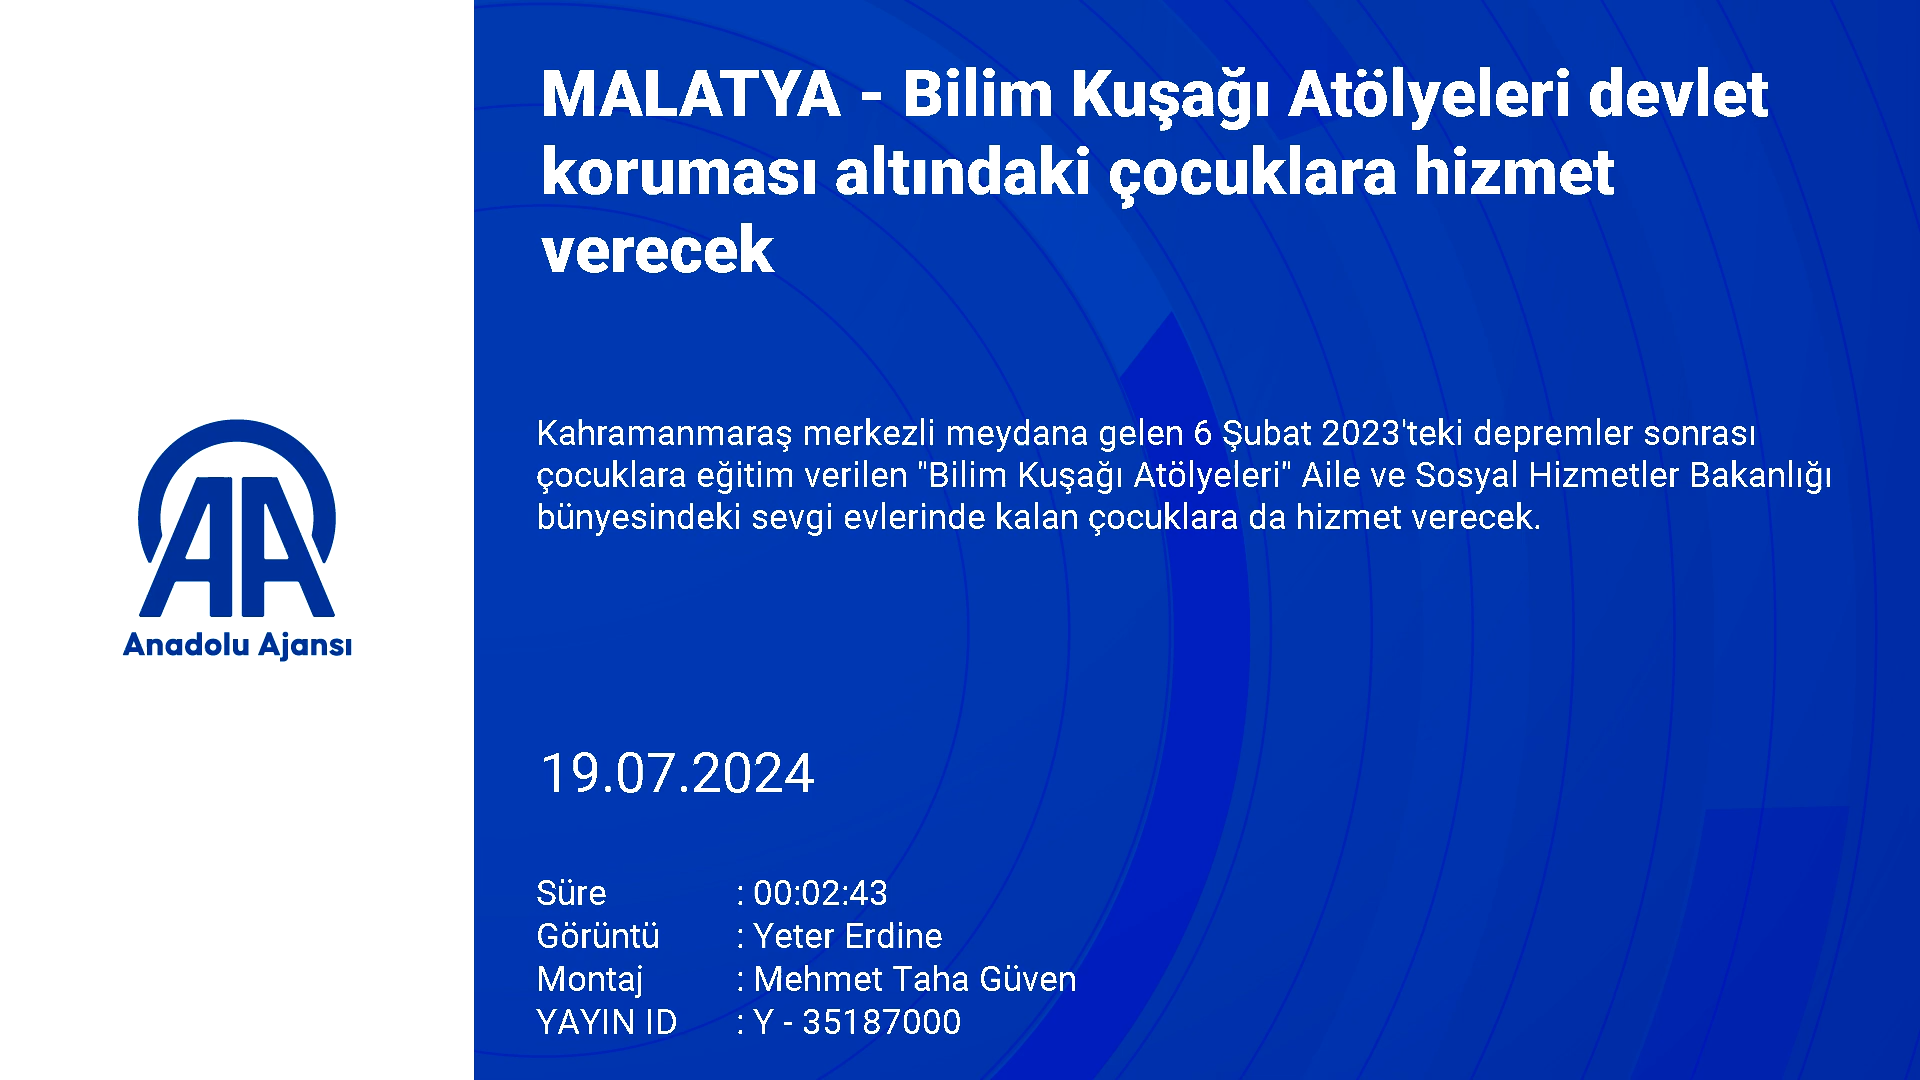 MALATYA - Bilim Kuşağı Atölyeleri devlet
koruması altındaki çocuklara hizmet
verecek
Kahramanmaraş merkezli meydana gelen 6 Şubat 2023'teki depremler sonrası
çocuklara eğitim verilen "Bilim Kuşağı Atölyeleri" Aile ve Sosyal Hizmetler Bakanlığı
bünyesindeki sevgi evlerinde kalan çocuklara da hizmet verecek.
AA
Anadolu Ajansı
19.07.2024
Süre : 00:02:43
Görüntü : Yeter Erdine
Montaj : Mehmet Taha Güven
YAYIN ID : Y - 35187000